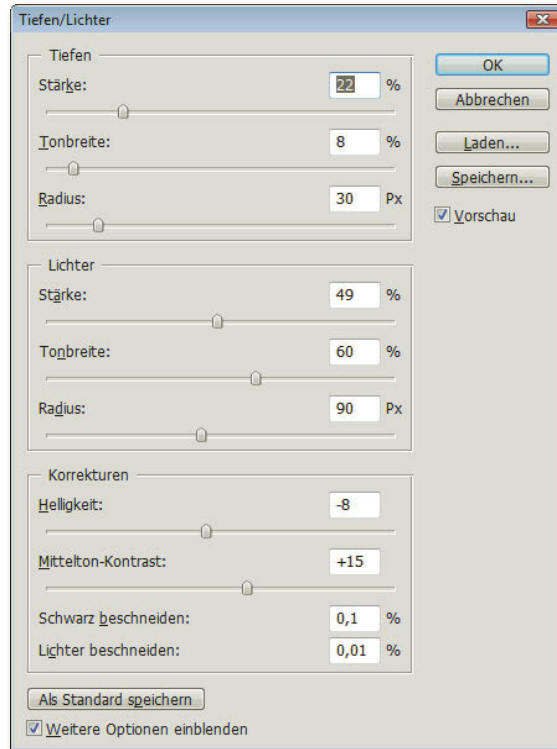 Tiefen/Lichter
Tiefen
Stärke: 22 %
Tonbreite: 8 %
Radius: 30 Px
OK
Abbrechen
Laden...
Speichern...
Vorschau
Lichter
Stärke: 49 %
Tonbreite: 60 %
Radius: 90 Px
Korrekturen
Helligkeit: -8
Mittelton-Kontrast: +15
Schwarz beschneiden: 0,1 %
Lichter beschneiden: 0,01 %
Als Standard speichern
Weitere Optionen einblenden